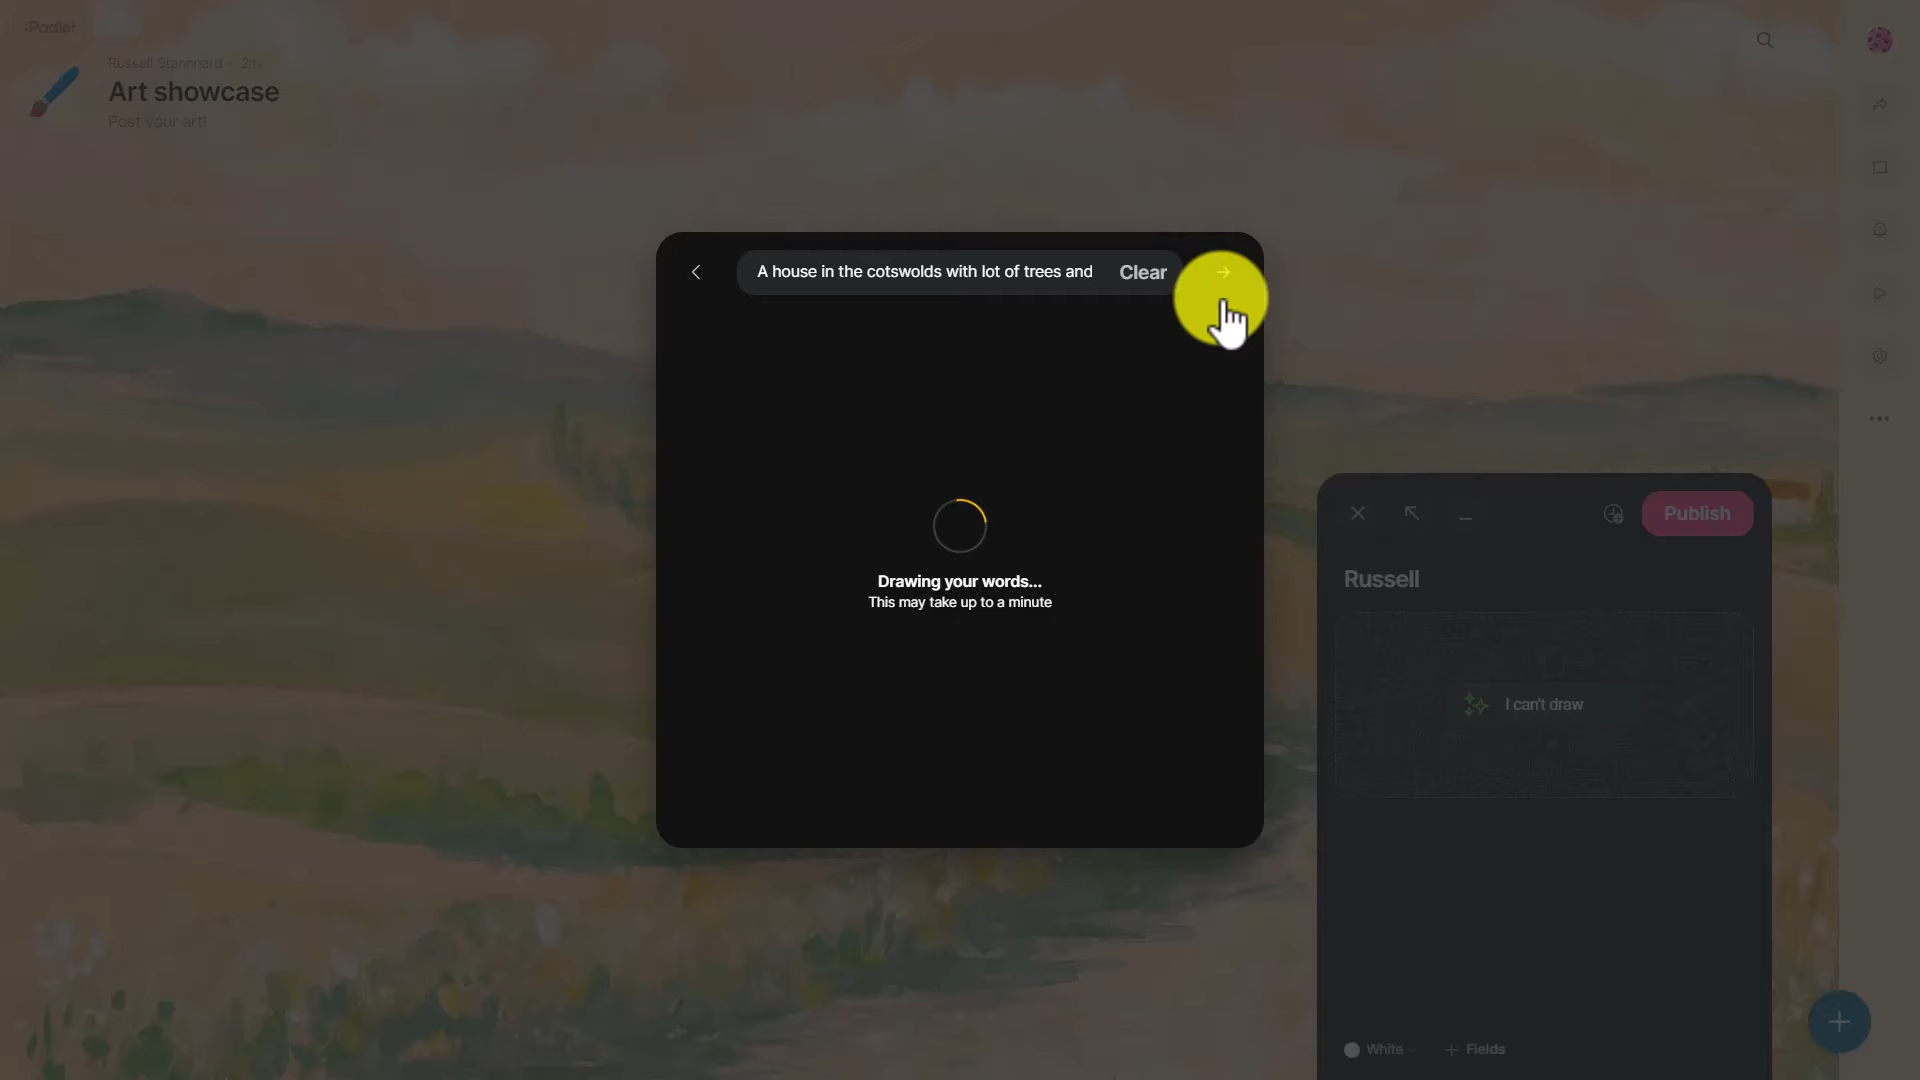 :Padlet
Russell Stannnard · 2m
Art showcase
Post your art!
A house in the cotswolds with lot of trees and
Clear
Drawing your words...
This may take up to a minute
Publish
Russell
I can't draw
White
Fields